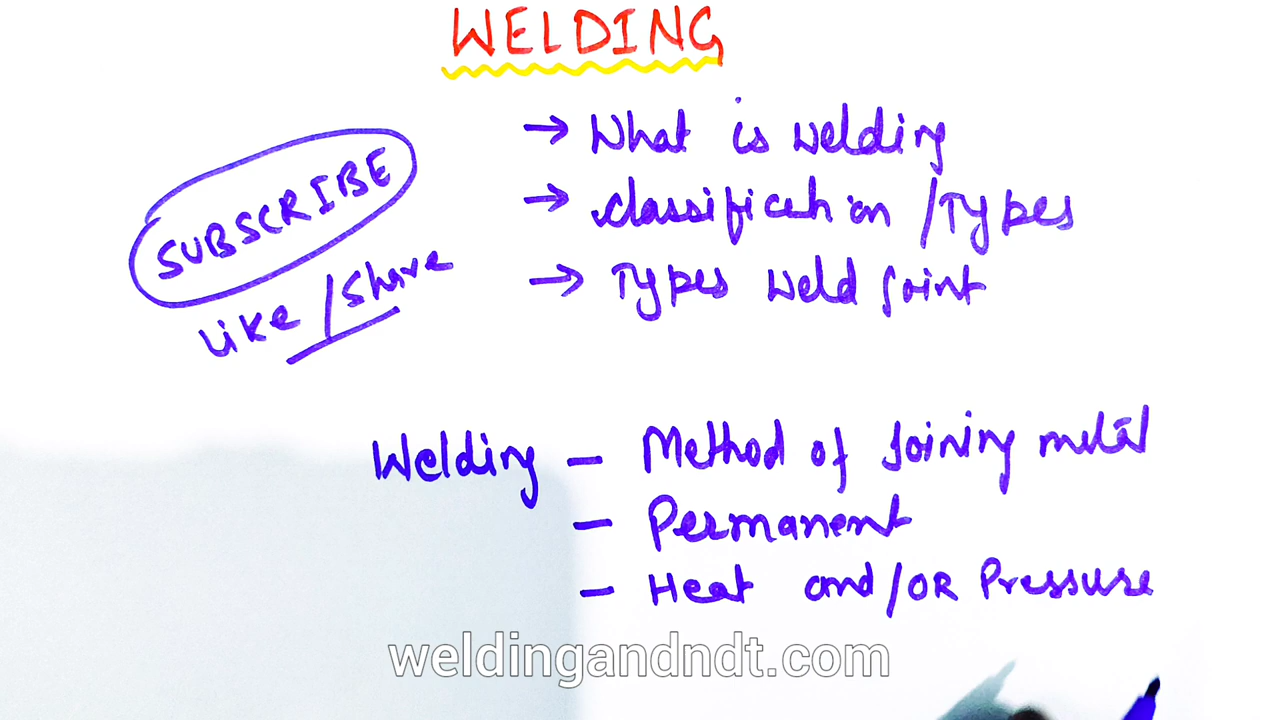 WELDING
→ What is welding
→ classification / Types
→ Types weld joint
SUBSCRIBE
Like / Share
Welding – Method of Joining metal
– Permanent
– Heat and/OR Pressure
weldingandndt.com